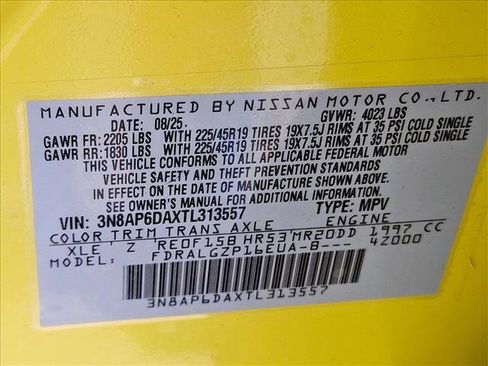 MANUFACTURED BY NISSAN MOTOR CO., LTD.
DATE: 08/25. GVWR: 4023 LBS
GAWR FR: 2205 LBS WITH 225/45R19 TIRES 19X7.5J RIMS AT 35 PSI COLD SINGLE
GAWR RR: 1830 LBS WITH 225/45R19 TIRES 19X7.5J RIMS AT 35 PSI COLD SINGLE
THIS VEHICLE CONFORMS TO ALL APPLICABLE FEDERAL MOTOR
VEHICLE SAFETY AND THEFT PREVENTION STANDARDS
IN EFFECT ON THE DATE OF MANUFACTURE SHOWN ABOVE.
SEE OWNER'S MANUAL FOR ADDITIONAL INFORMATION.
VIN: 3N8AP6DAXTL313557 TYPE: MPV
COLOR TRIM TRANS AXLE ENGINE
XLE Z RE0F15B HR53 MR20DD 1997 CC
FDRALGZP16EUA-B--- 4Z000
3N8AP6DAXTL313557